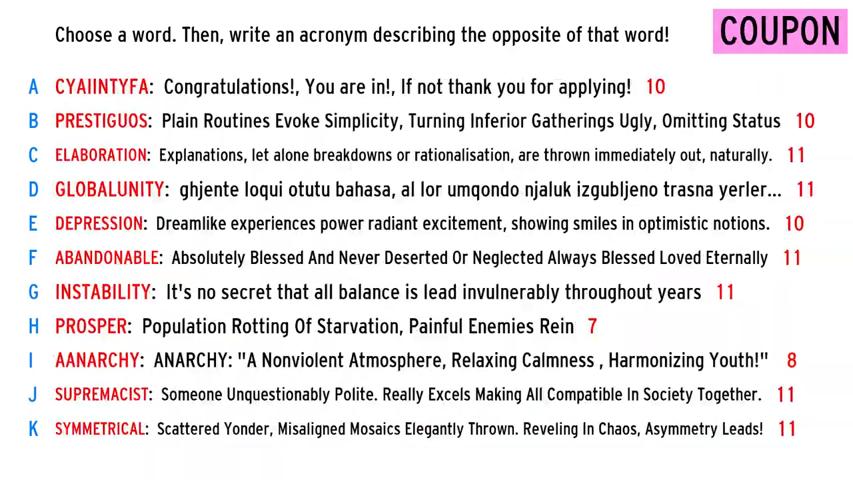 Choose a word. Then, write an acronym describing the opposite of that word!
COUPON
A CYAIINTYFA: Congratulations!, You are in!, If not thank you for applying! 10
B PRESTIGUOS: Plain Routines Evoke Simplicity, Turning Inferior Gatherings Ugly, Omitting Status 10
C ELABORATION: Explanations, let alone breakdowns or rationalisation, are thrown immediately out, naturally. 11
D GLOBALUNITY: ghjente loqui otutu bahasa, al lor umqondo njaluk izgubljeno trasna yerler... 11
E DEPRESSION: Dreamlike experiences power radiant excitement, showing smiles in optimistic notions. 10
F ABANDONABLE: Absolutely Blessed And Never Deserted Or Neglected Always Blessed Loved Eternally 11
G INSTABILITY: It's no secret that all balance is lead invulnerably throughout years 11
H PROSPER: Population Rotting Of Starvation, Painful Enemies Rein 7
I AANARCHY: ANARCHY: "A Nonviolent Atmosphere, Relaxing Calmness , Harmonizing Youth!" 8
J SUPREMACIST: Someone Unquestionably Polite. Really Excels Making All Compatible In Society Together. 11
K SYMMETRICAL: Scattered Yonder, Misaligned Mosaics Elegantly Thrown. Reveling In Chaos, Asymmetry Leads! 11